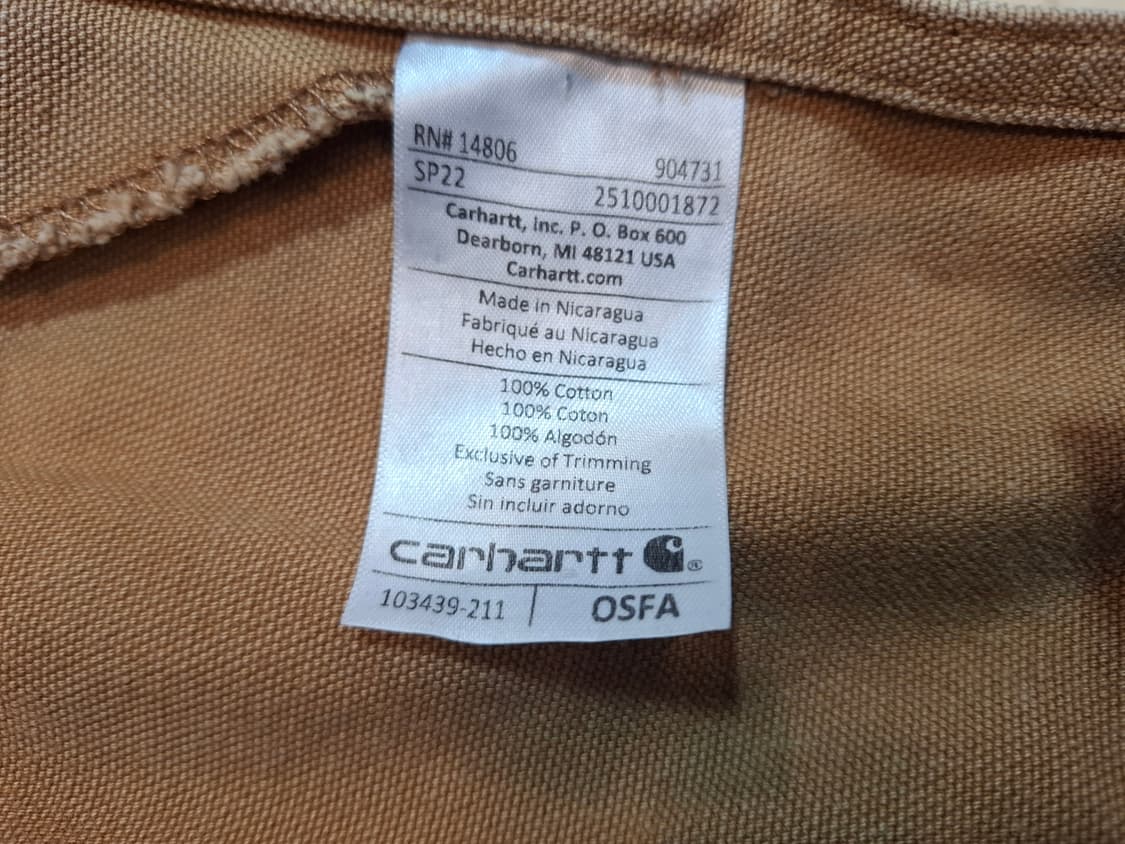 RN# 14806 904731
SP22 2510001872
Carhartt, Inc. P. O. Box 600
Dearborn, MI 48121 USA
Carhartt.com
Made in Nicaragua
Fabriqué au Nicaragua
Hecho en Nicaragua
100% Cotton
100% Coton
100% Algodón
Exclusive of Trimming
Sans garniture
Sin incluir adorno
carhartt ®
103439-211 | OSFA